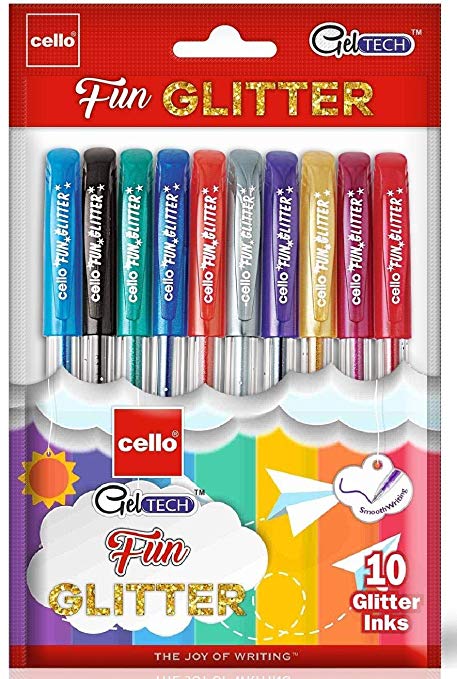 cello®
GelTECH™
Fun GLITTER
cello FUN GLITTER
cello FUN GLITTER
cello FUN GLITTER
cello FUN GLITTER
cello FUN GLITTER
cello FUN GLITTER
cello FUN GLITTER
cello FUN GLITTER
cello FUN GLITTER
cello FUN GLITTER
cello®
GelTECH™
Fun
GLITTER
SmoothWriting
10
Glitter
Inks
THE JOY OF WRITING™